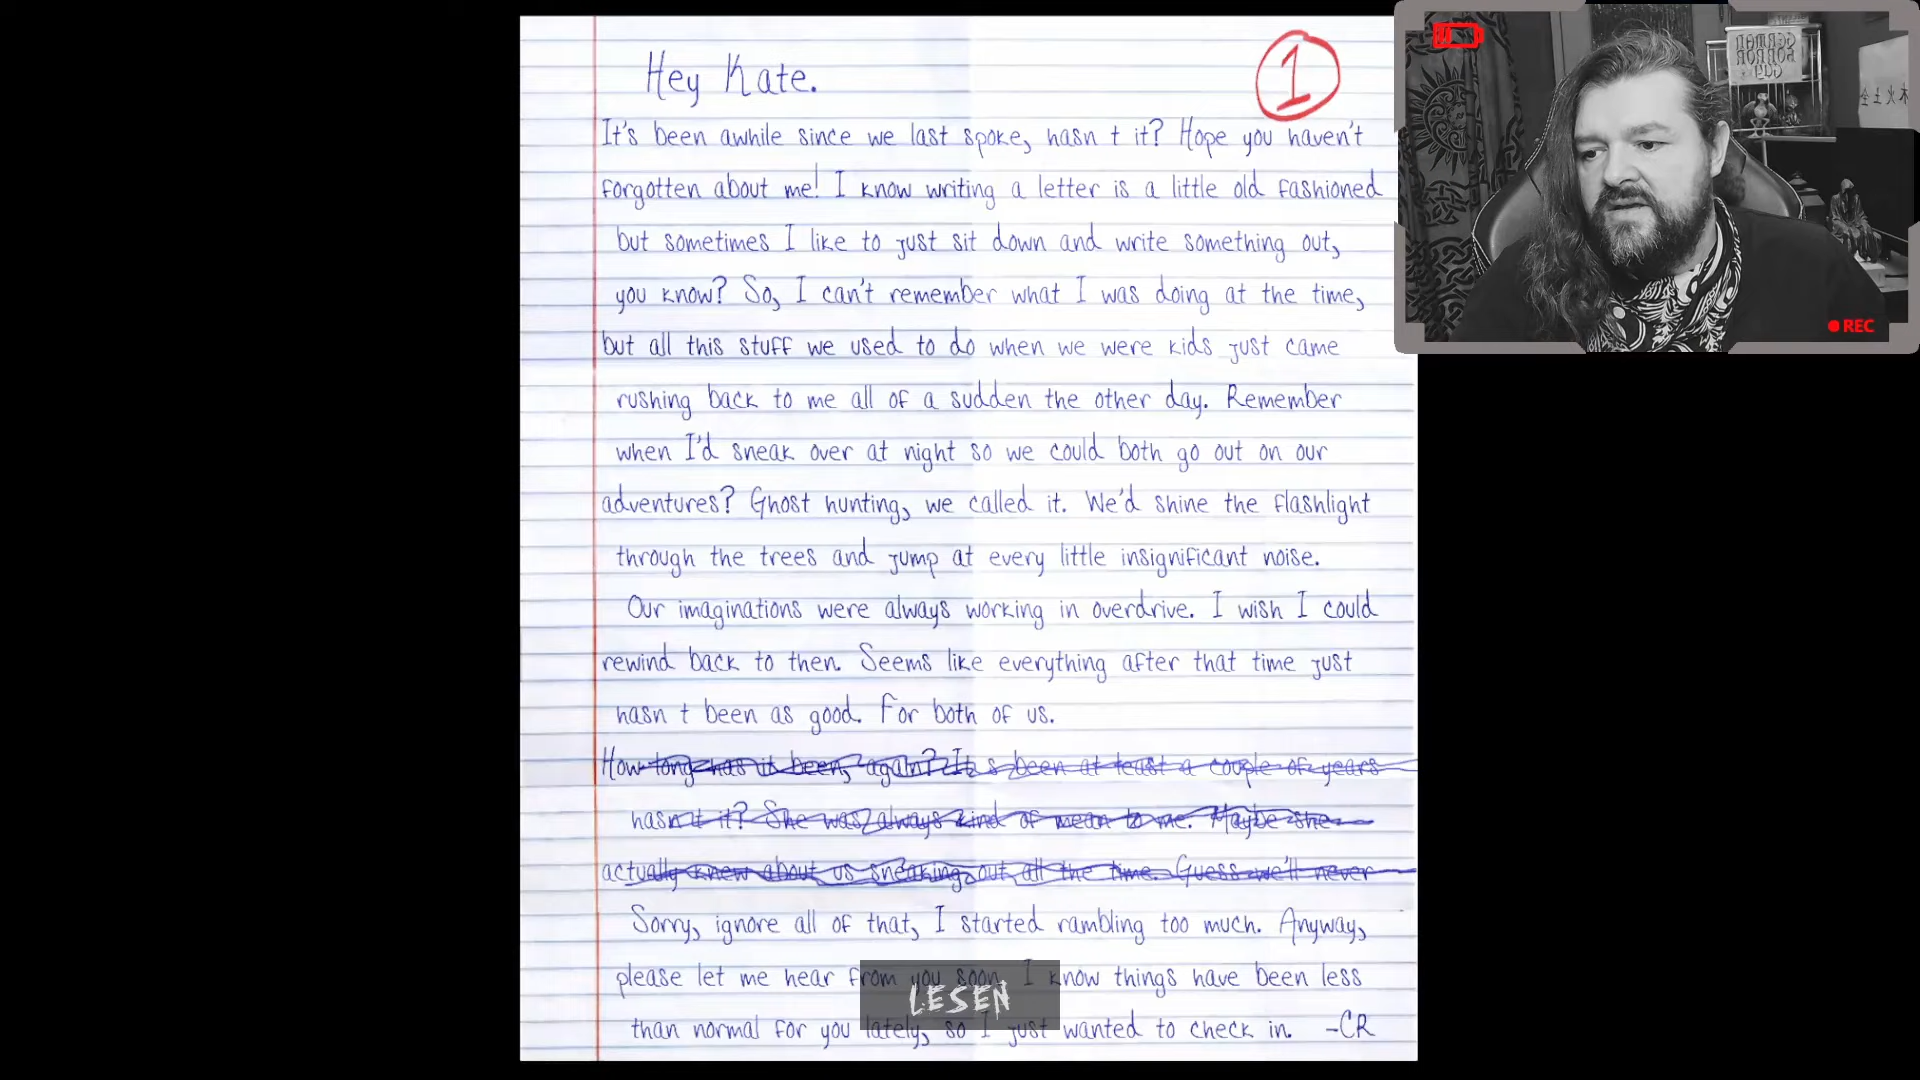 Hey Kate.
1
It's been awhile since we last spoke, hasn t it? Hope you haven't
forgotten about me! I know writing a letter is a little old fashioned
but sometimes I like to just sit down and write something out,
you know? So, I can't remember what I was doing at the time,
but all this stuff we used to do when we were kids just came
rushing back to me all of a sudden the other day. Remember
when I'd sneak over at night so we could both go out on our
adventures? Ghost hunting, we called it. We'd shine the flashlight
through the trees and jump at every little insignificant noise.
Our imaginations were always working in overdrive. I wish I could
rewind back to then. Seems like everything after that time just
hasn t been as good. For both of us.
How long has it been, again? It s been at least a couple of years
hasn t it? She was always kind of mean to me. Maybe she
actually knew about us sneaking out all the time. Guess we'll never
Sorry, ignore all of that, I started rambling too much. Anyway,
please let me hear from you soon. I know things have been less
than normal for you lately, so I just wanted to check in. -CR
LESEN
GERMAN
HORROR
GUY
REC